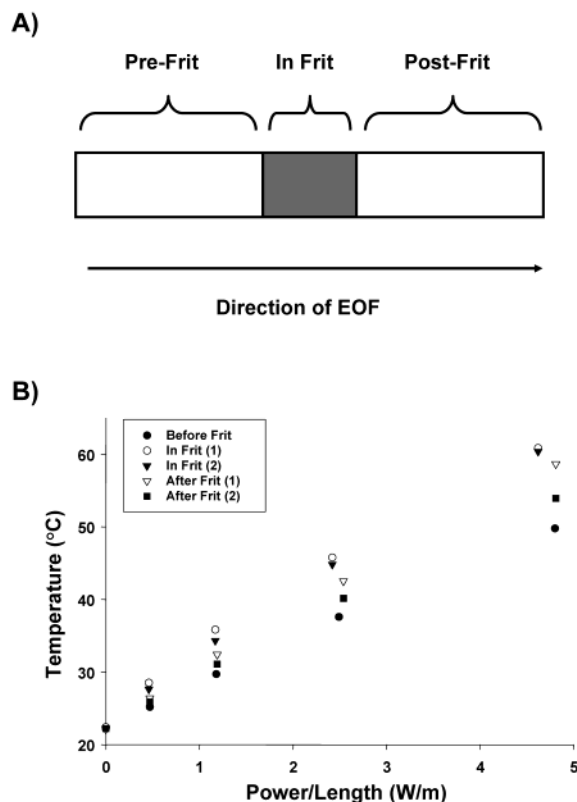 A)
Pre-Frit In Frit Post-Frit
Direction of EOF
B)
Before Frit
In Frit (1)
In Frit (2)
After Frit (1)
After Frit (2)
Temperature (°C)
60
50
40
30
20
0 1 2 3 4 5
Power/Length (W/m)